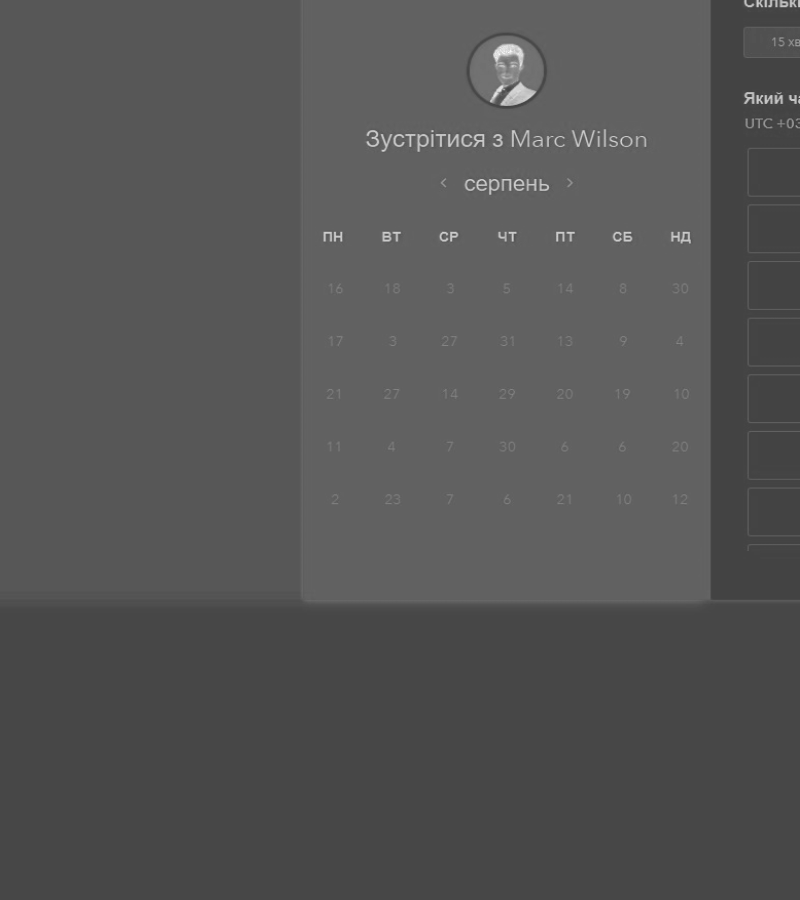 Зустрітися з Marc Wilson
< серпень >
ПН ВТ СР ЧТ ПТ СБ НД
16 18 3 5 14 8 30
17 3 27 31 13 9 4
21 27 14 29 20 19 10
11 4 7 30 6 6 20
2 23 7 6 21 10 12
15 хв
Який
UTC +03